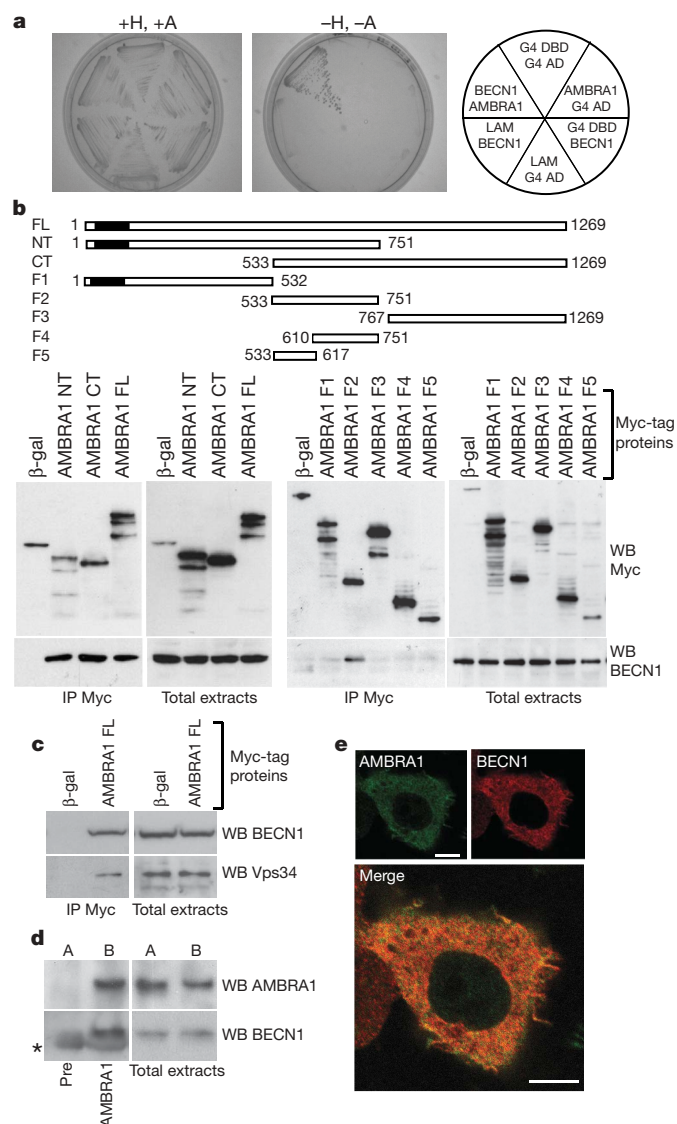 a
+H, +A
–H, –A
G4 DBD
G4 AD
BECN1
AMBRA1
AMBRA1
G4 AD
LAM
BECN1
G4 DBD
BECN1
LAM
G4 AD
b
FL 1 1269
NT 1 751
CT 533 1269
F1 1 532
F2 533 751
F3 767 1269
F4 610 751
F5 533 617
β-gal
AMBRA1 NT
AMBRA1 CT
AMBRA1 FL
β-gal
AMBRA1 NT
AMBRA1 CT
AMBRA1 FL
β-gal
AMBRA1 F1
AMBRA1 F2
AMBRA1 F3
AMBRA1 F4
AMBRA1 F5
β-gal
AMBRA1 F1
AMBRA1 F2
AMBRA1 F3
AMBRA1 F4
AMBRA1 F5
Myc-tag
proteins
WB
Myc
WB
BECN1
IP Myc
Total extracts
IP Myc
Total extracts
c
β-gal
AMBRA1 FL
β-gal
AMBRA1 FL
Myc-tag
proteins
WB BECN1
WB Vps34
IP Myc
Total extracts
d
A B A B
WB AMBRA1
WB BECN1
*
Pre
AMBRA1
Total extracts
e
AMBRA1
BECN1
Merge